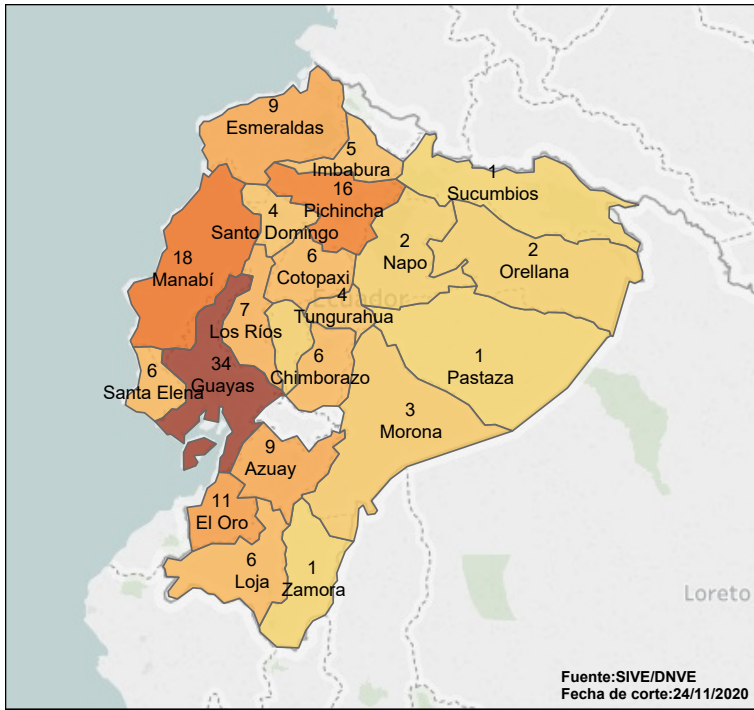 9
Esmeraldas
5
Imbabura
1
Sucumbios
16
Pichincha
4
Santo Domingo
2
Napo
2
Orellana
18
Manabí
6
Cotopaxi
Ecuador
4
Tungurahua
7
Los Ríos
34
Guayas
6
Santa Elena
6
Chimborazo
1
Pastaza
3
Morona
9
Azuay
11
El Oro
6
Loja
1
Zamora
Loreto
Fuente:SIVE/DNVE
Fecha de corte:24/11/2020